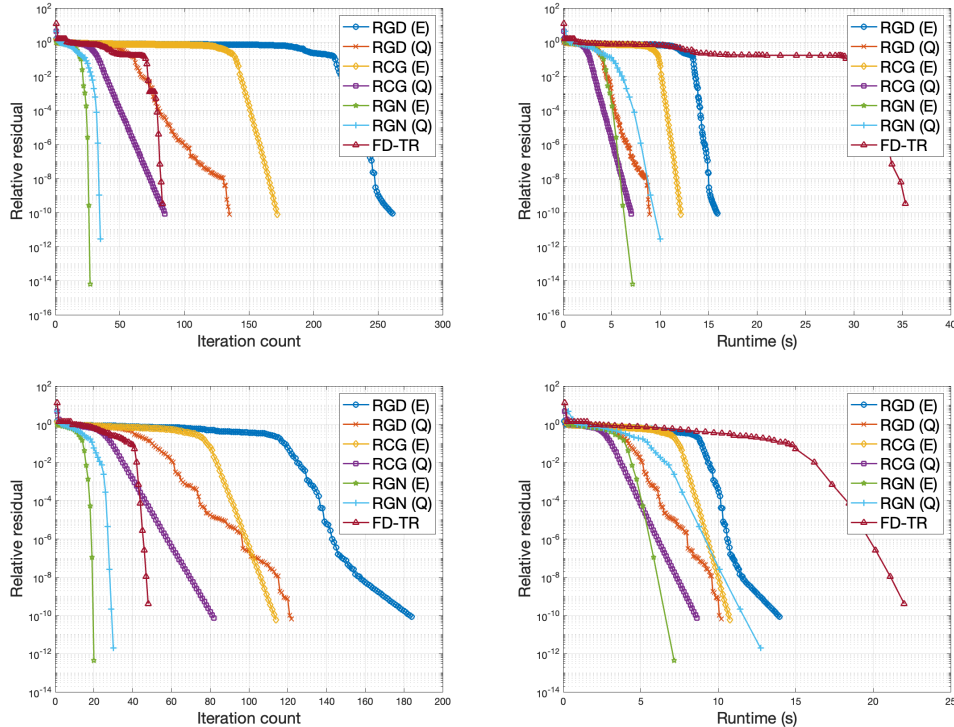 10^2
10^0
10^-2
10^-4
10^-6
10^-8
10^-10
10^-12
10^-14
10^-16
Relative residual
0 50 100 150 200 250 300
Iteration count
RGD (E)
RGD (Q)
RCG (E)
RCG (Q)
RGN (E)
RGN (Q)
FD-TR
10^2
10^0
10^-2
10^-4
10^-6
10^-8
10^-10
10^-12
10^-14
10^-16
Relative residual
0 5 10 15 20 25 30 35 40
Runtime (s)
RGD (E)
RGD (Q)
RCG (E)
RCG (Q)
RGN (E)
RGN (Q)
FD-TR
10^2
10^0
10^-2
10^-4
10^-6
10^-8
10^-10
10^-12
10^-14
Relative residual
0 20 40 60 80 100 120 140 160 180 200
Iteration count
RGD (E)
RGD (Q)
RCG (E)
RCG (Q)
RGN (E)
RGN (Q)
FD-TR
10^2
10^0
10^-2
10^-4
10^-6
10^-8
10^-10
10^-12
10^-14
Relative residual
0 5 10 15 20 25
Runtime (s)
RGD (E)
RGD (Q)
RCG (E)
RCG (Q)
RGN (E)
RGN (Q)
FD-TR